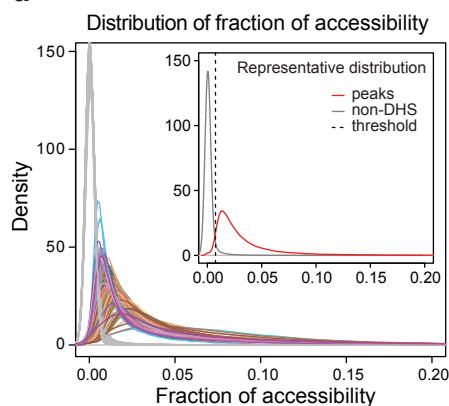 Distribution of fraction of accessibility
Density
150
100
50
0
0.00 0.05 0.10 0.15 0.20
Fraction of accessibility
Representative distribution
peaks
non-DHS
threshold
150
100
50
0
0.00 0.05 0.10 0.15 0.20